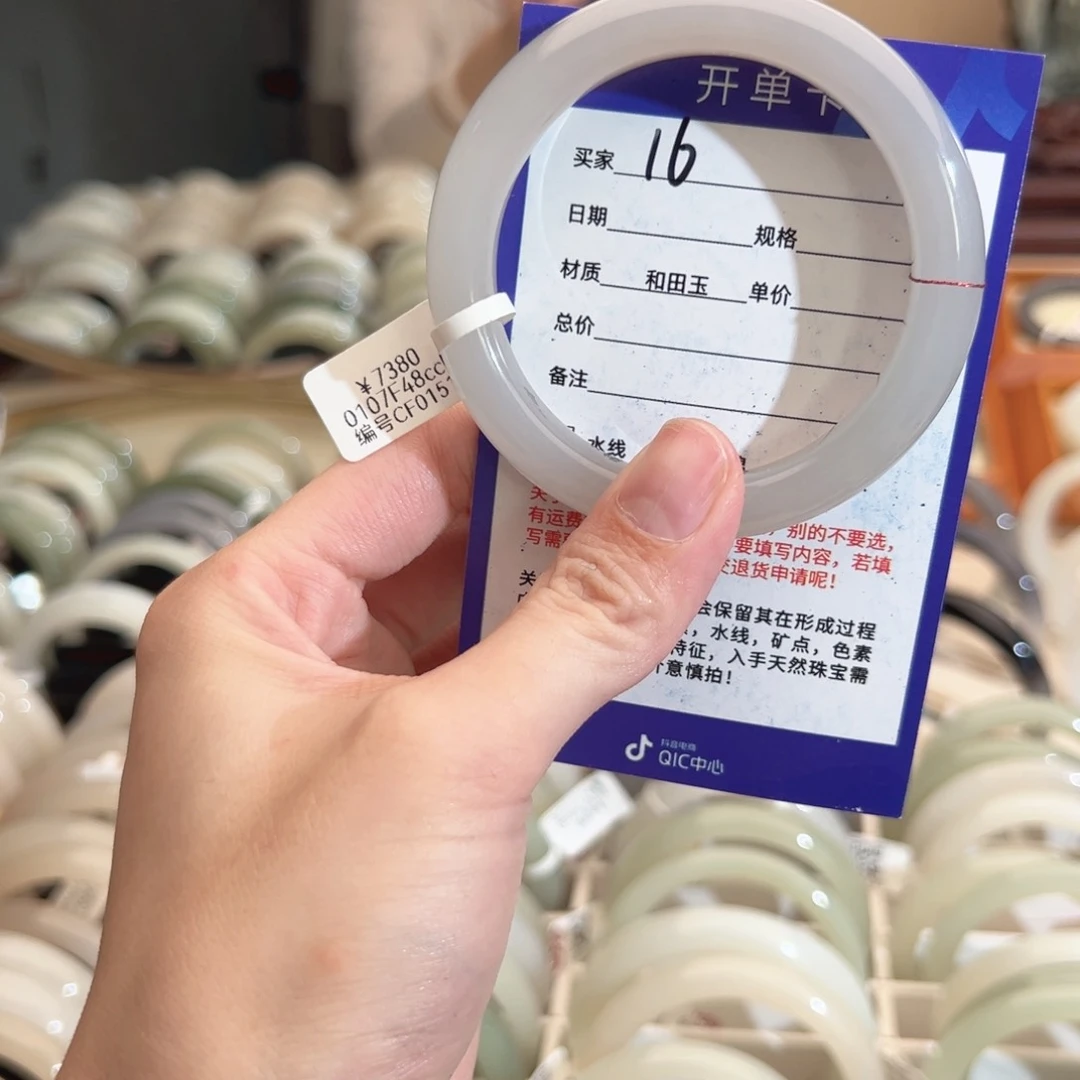 开单卡
买家 16
日期 规格
材质 和田玉 单价
总价
备注
水线
有运费 别的不要选，
写需 要填写内容，若填
退货申请呢！
关
会保留其在形成过程
水线，矿点，色素
特征，入手天然珠宝需
介意慎拍！
抖音电商
QIC中心
¥7380
0107F48cc
编号CF015